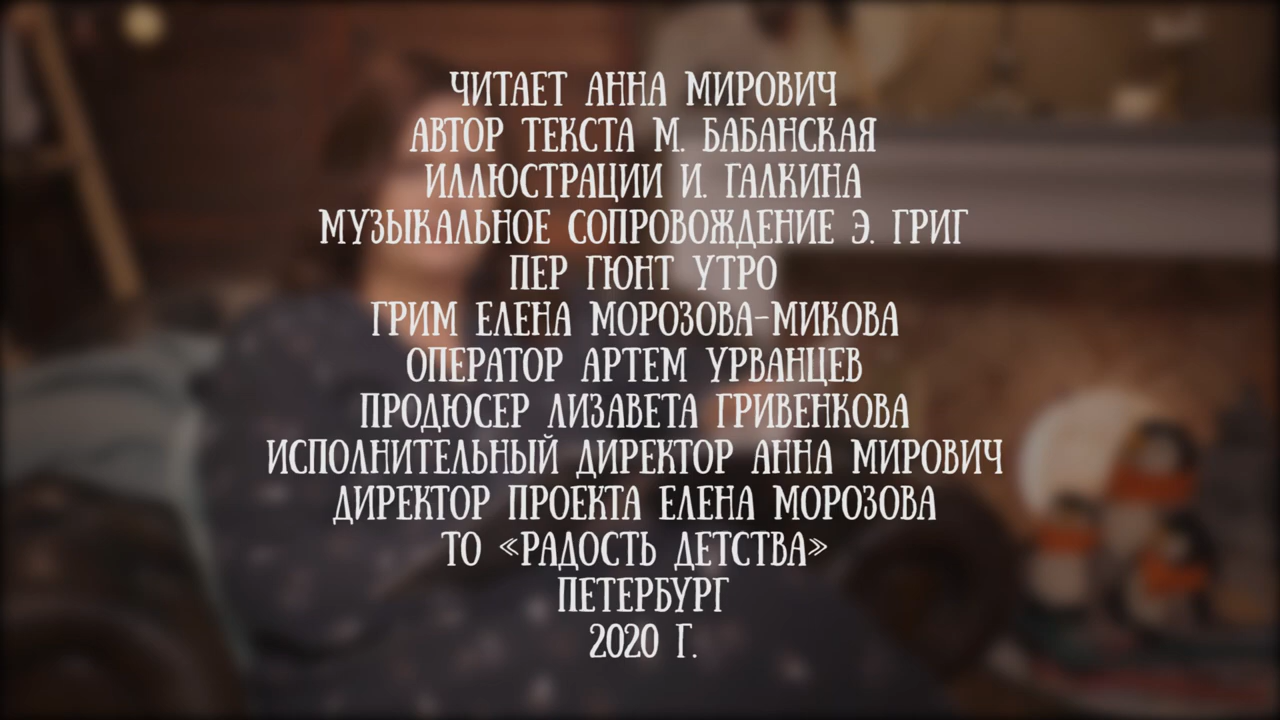 ЧИТАЕТ АННА МИРОВИЧ
АВТОР ТЕКСТА М. БАБАНСКАЯ
ИЛЛЮСТРАЦИИ И. ГАЛКИНА
МУЗЫКАЛЬНОЕ СОПРОВОЖДЕНИЕ Э. ГРИГ
ПЕР ГЮНТ УТРО
ГРИМ ЕЛЕНА МОРОЗОВА-МИКОВА
ОПЕРАТОР АРТЕМ УРВАНЦЕВ
ПРОДЮСЕР ЛИЗАВЕТА ГРИВЕНКОВА
ИСПОЛНИТЕЛЬНЫЙ ДИРЕКТОР АННА МИРОВИЧ
ДИРЕКТОР ПРОЕКТА ЕЛЕНА МОРОЗОВА
ТО «РАДОСТЬ ДЕТСТВА»
ПЕТЕРБУРГ
2020 Г.